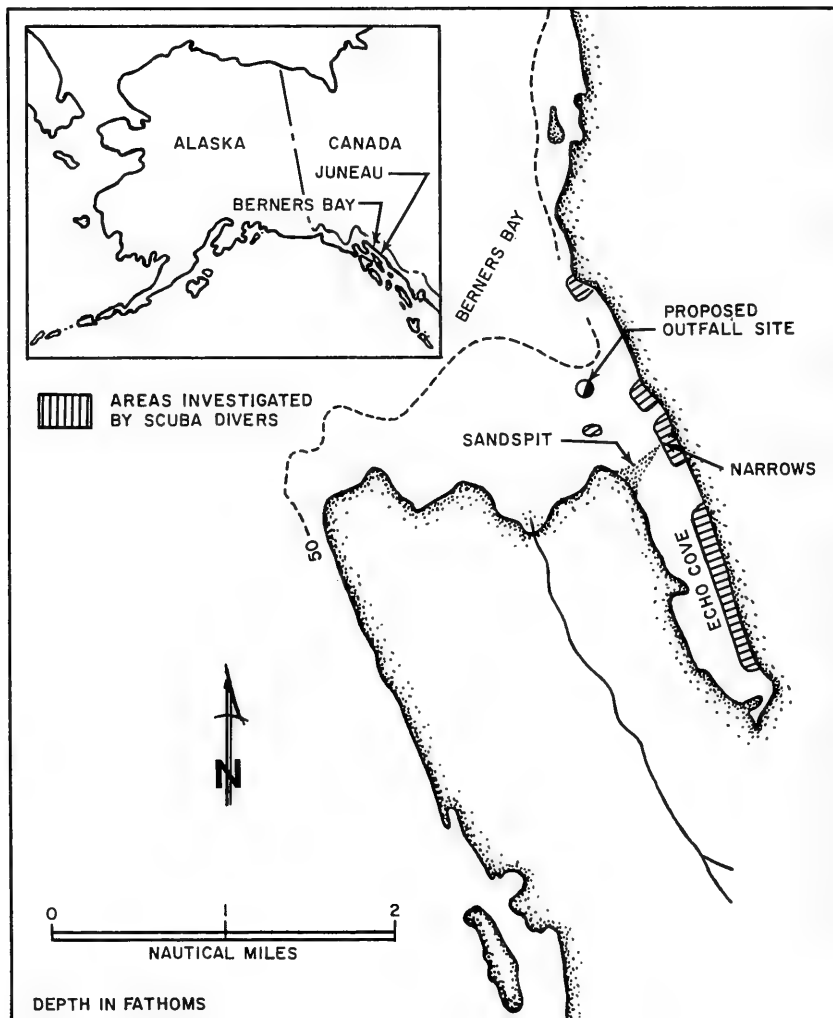 ALASKA
CANADA
JUNEAU
BERNERS BAY
BERNERS BAY
PROPOSED
OUTFALL SITE
AREAS INVESTIGATED
BY SCUBA DIVERS
SANDSPIT
NARROWS
50
ECHO COVE
N
0 1 2
NAUTICAL MILES
DEPTH IN FATHOMS